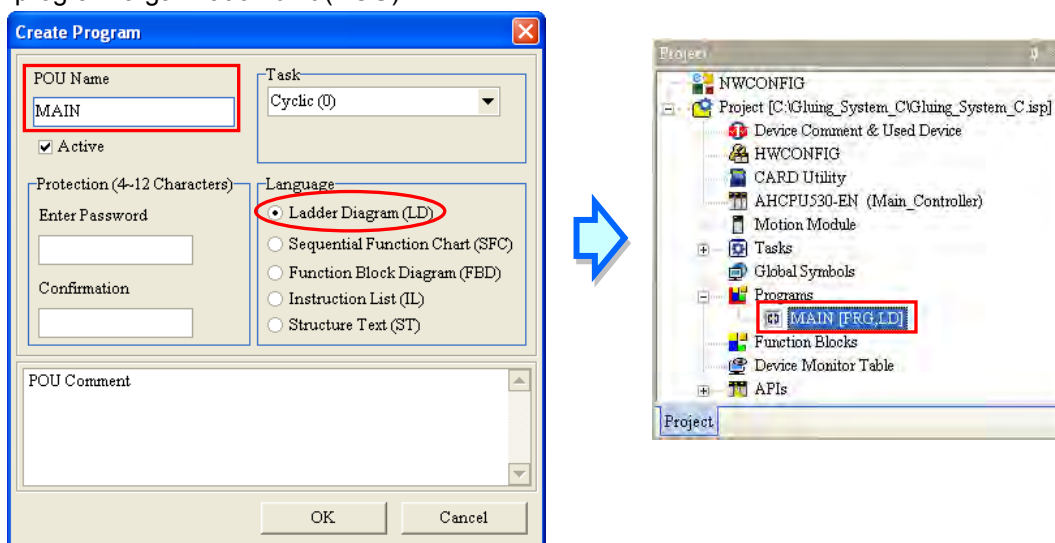 Create Program
POU Name
MAIN
Active
Task
Cyclic (0)
Protection (4~12 Characters)
Enter Password
Confirmation
Language
Ladder Diagram (LD)
Sequential Function Chart (SFC)
Function Block Diagram (FBD)
Instruction List (IL)
Structure Text (ST)
POU Comment
OK
Cancel
Project
NWCONFIG
Project [C:\Gluing_System_C\Gluing_System_C.isp]
Device Comment & Used Device
HWCONFIG
CARD Utility
AHCPU530-EN (Main_Controller)
Motion Module
Tasks
Global Symbols
Programs
MAIN [PRG,LD]
Function Blocks
Device Monitor Table
APIs
Project